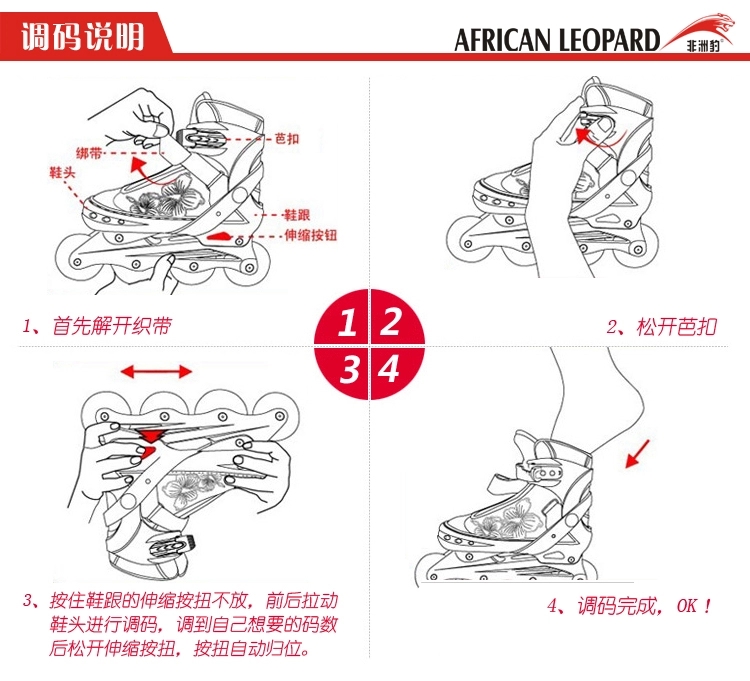 调码说明
AFRICAN LEOPARD
非洲豹
绑带
芭扣
鞋头
鞋跟
伸缩按钮
1、首先解开织带
2、松开芭扣
1 2
3 4
3、按住鞋跟的伸缩按扭不放，前后拉动
鞋头进行调码，调到自己想要的码数
后松开伸缩按扭，按扭自动归位。
4、调码完成，OK！